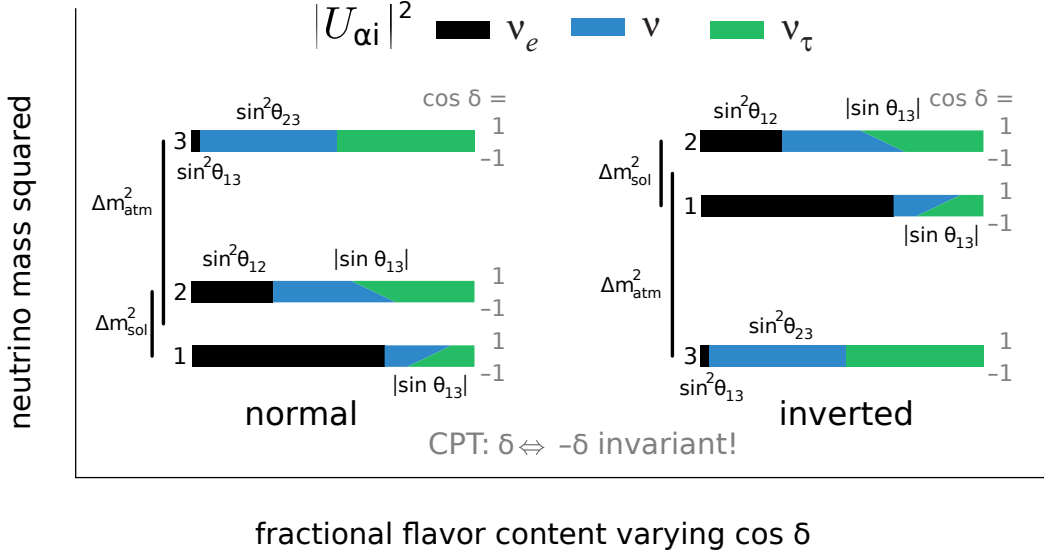 |U_αi|² ν_e ν ν_τ
neutrino mass squared
cos δ =
sin²θ₂₃
3
1
–1
sin²θ₁₃
Δm²_atm
sin²θ₁₂ |sin θ₁₃|
2
1
–1
Δm²_sol
1
1
–1
|sin θ₁₃|
normal
cos δ =
sin²θ₁₂ |sin θ₁₃|
2
1
–1
Δm²_sol
1
1
–1
|sin θ₁₃|
Δm²_atm
sin²θ₂₃
3
1
–1
sin²θ₁₃
inverted
CPT: δ ⇔ –δ invariant!
fractional flavor content varying cos δ